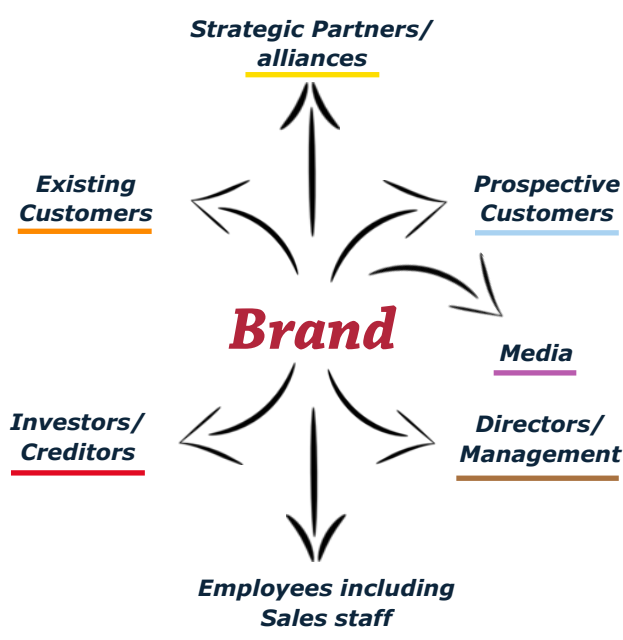 Strategic Partners/
alliances
Existing
Customers
Prospective
Customers
Brand
Media
Investors/
Creditors
Directors/
Management
Employees including
Sales staff